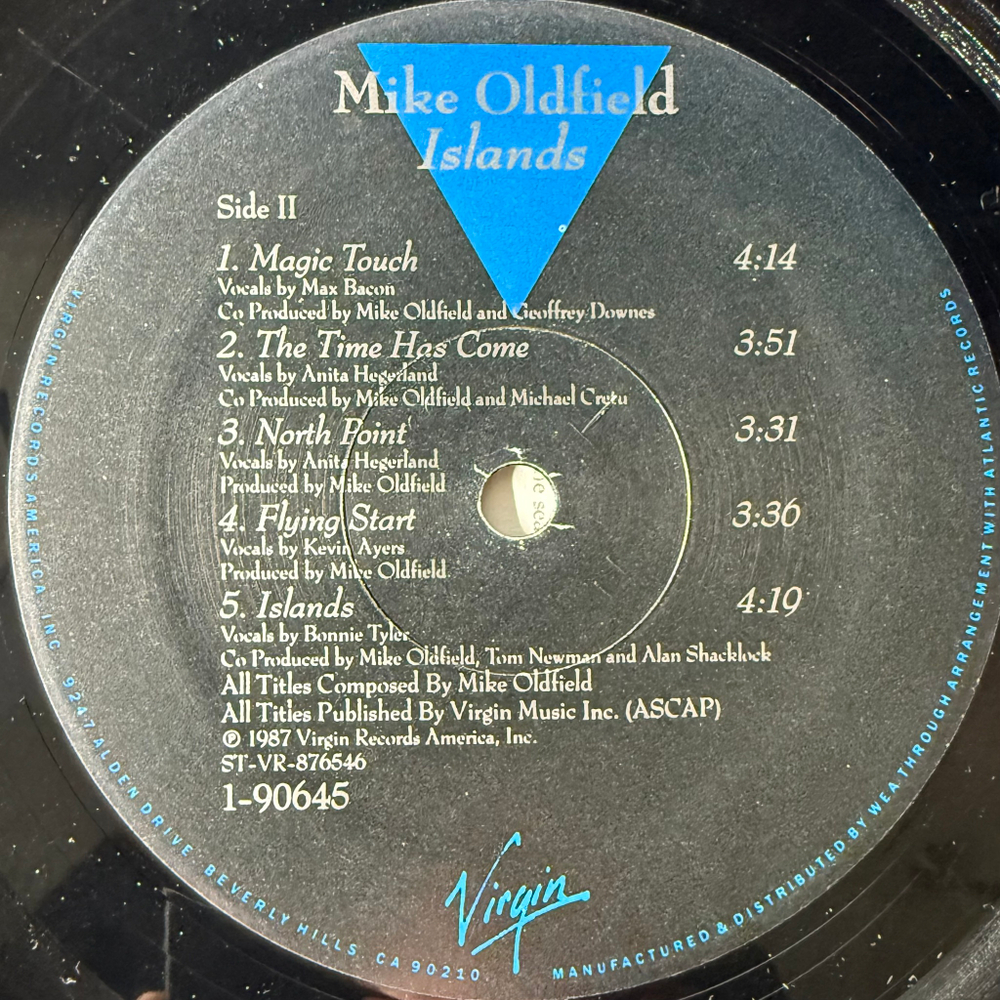 Mike Oldfield
Islands
Side II
1. Magic Touch 4:14
Vocals by Max Bacon
Co Produced by Mike Oldfield and Geoffrey Downes
2. The Time Has Come 3:51
Vocals by Anita Hegerland
Co Produced by Mike Oldfield and Michael Cretu
3. North Point 3:31
Vocals by Anita Hegerland
Produced by Mike Oldfield
4. Flying Start 3:36
Vocals by Kevin Ayers
Produced by Mike Oldfield
5. Islands 4:19
Vocals by Bonnie Tyler
Co Produced by Mike Oldfield, Tom Newman and Alan Shacklock
All Titles Composed By Mike Oldfield
All Titles Published By Virgin Music Inc. (ASCAP)
℗ 1987 Virgin Records America, Inc.
ST-VR-876546
1-90645
Virgin
VIRGIN RECORDS AMERICA INC 9247 ALDEN DRIVE. BEVERLY HILLS. CA 90210. MANUFACTURED & DISTRIBUTED BY WEA THROUGH ARRANGEMENT WITH ATLANTIC RECORDS